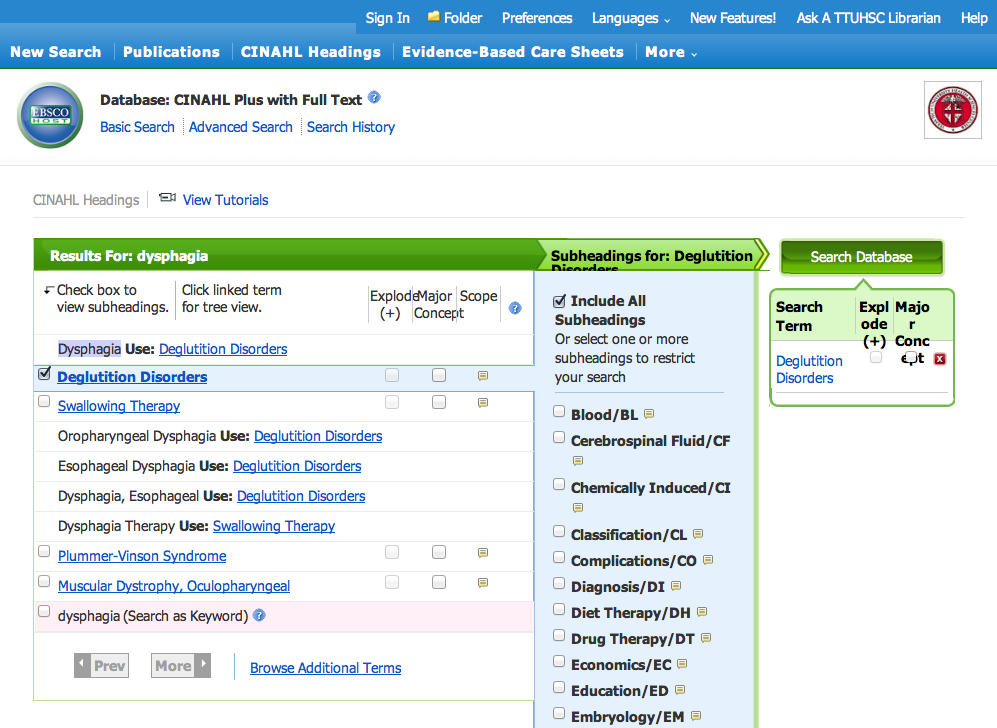 Sign In Folder Preferences Languages New Features! Ask A TTUHSC Librarian Help
New Search Publications CINAHL Headings Evidence-Based Care Sheets More
EBSCO
HOST
Database: CINAHL Plus with Full Text
Basic Search Advanced Search Search History
CINAHL Headings View Tutorials
Results For: dysphagia
Check box to
view subheadings.
Click linked term
for tree view.
Explode
(+)
Major
Concept
Scope
Dysphagia Use: Deglutition Disorders
Deglutition Disorders
Swallowing Therapy
Oropharyngeal Dysphagia Use: Deglutition Disorders
Esophageal Dysphagia Use: Deglutition Disorders
Dysphagia, Esophageal Use: Deglutition Disorders
Dysphagia Therapy Use: Swallowing Therapy
Plummer-Vinson Syndrome
Muscular Dystrophy, Oculopharyngeal
dysphagia (Search as Keyword)
Prev More Browse Additional Terms
Subheadings for: Deglutition
Disorders
Include All
Subheadings
Or select one or more
subheadings to restrict
your search
Blood/BL
Cerebrospinal Fluid/CF
Chemically Induced/CI
Classification/CL
Complications/CO
Diagnosis/DI
Diet Therapy/DH
Drug Therapy/DT
Economics/EC
Education/ED
Embryology/EM
Search Database
Search
Term
Expl
ode
(+)
Majo
r
Conc
ept
Deglutition
Disorders